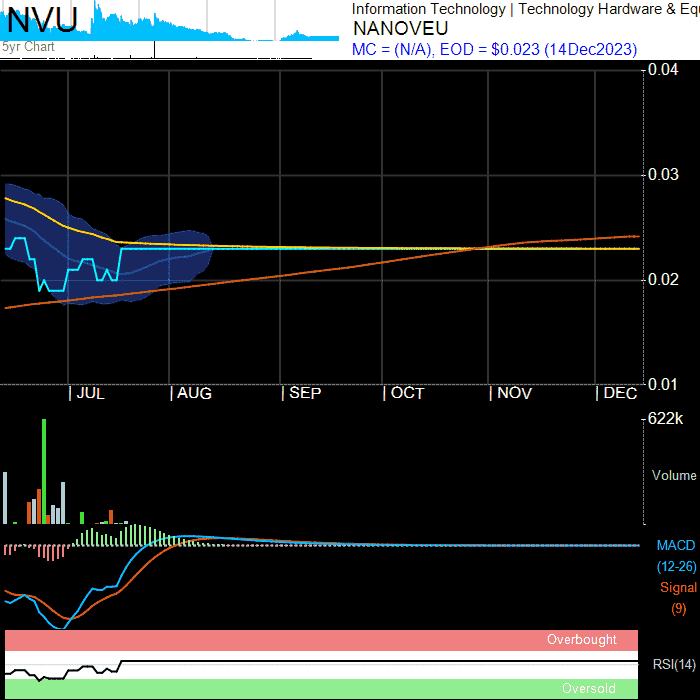 NVU
5yr Chart
Information Technology | Technology Hardware & Equ
NANOVEU
MC = (N/A), EOD = $0.023 (14Dec2023)
0.04
0.03
0.02
0.01
| JUL | AUG | SEP | OCT | NOV | DEC
622k
Volume
MACD
(12-26)
Signal
(9)
Overbought
RSI(14)
Oversold